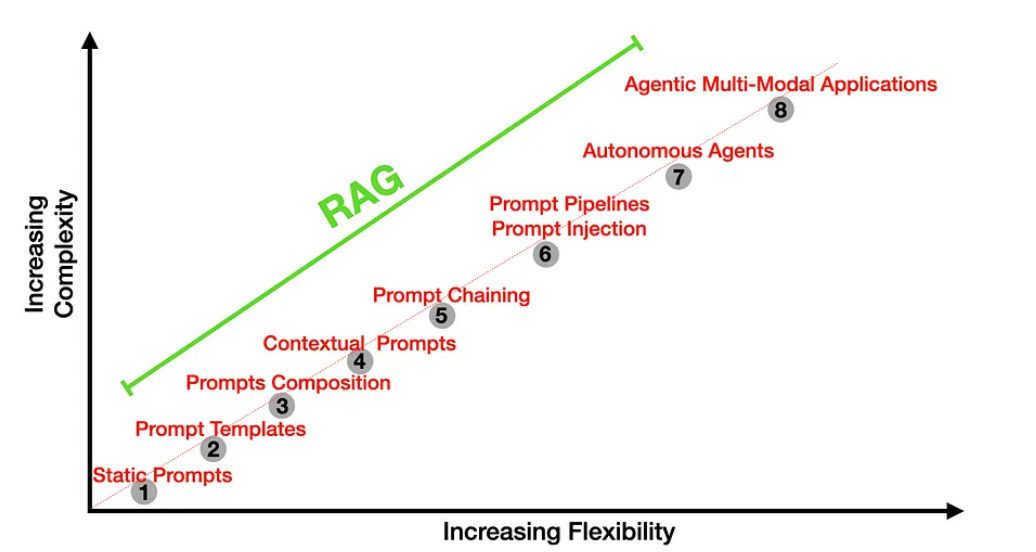 Agentic Multi-Modal Applications
8
Autonomous Agents
7
RAG
Prompt Pipelines
Prompt Injection
6
Prompt Chaining
5
Contextual Prompts
4
Prompts Composition
3
Prompt Templates
2
Static Prompts
1
Increasing
Complexity
Increasing Flexibility